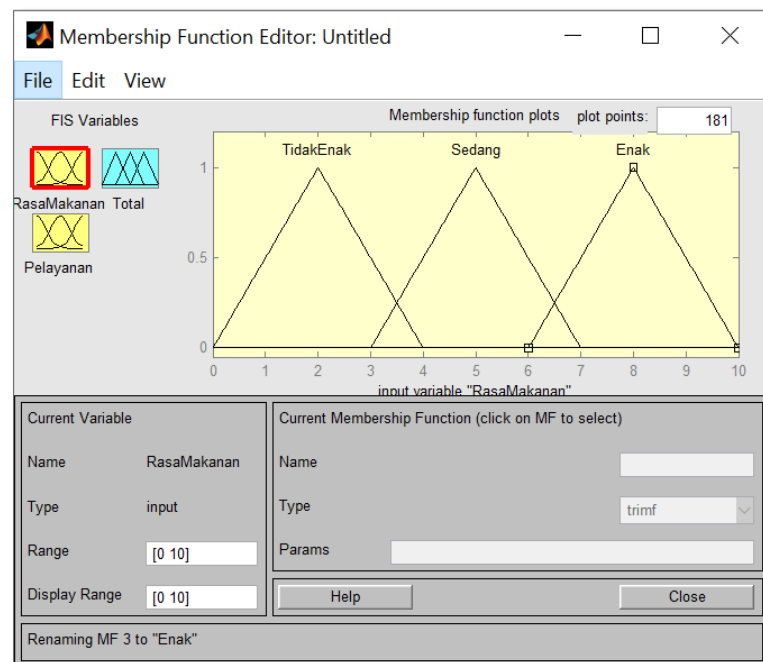 Membership Function Editor: Untitled
File Edit View
FIS Variables
Membership function plots plot points: 181
RasaMakanan Total
Pelayanan
TidakEnak Sedang Enak
1
0.5
0
0 1 2 3 4 5 6 7 8 9 10
input variable "RasaMakanan"
Current Variable
Name RasaMakanan
Type input
Range [0 10]
Display Range [0 10]
Current Membership Function (click on MF to select)
Name
Type trimf
Params
Help Close
Renaming MF 3 to "Enak"